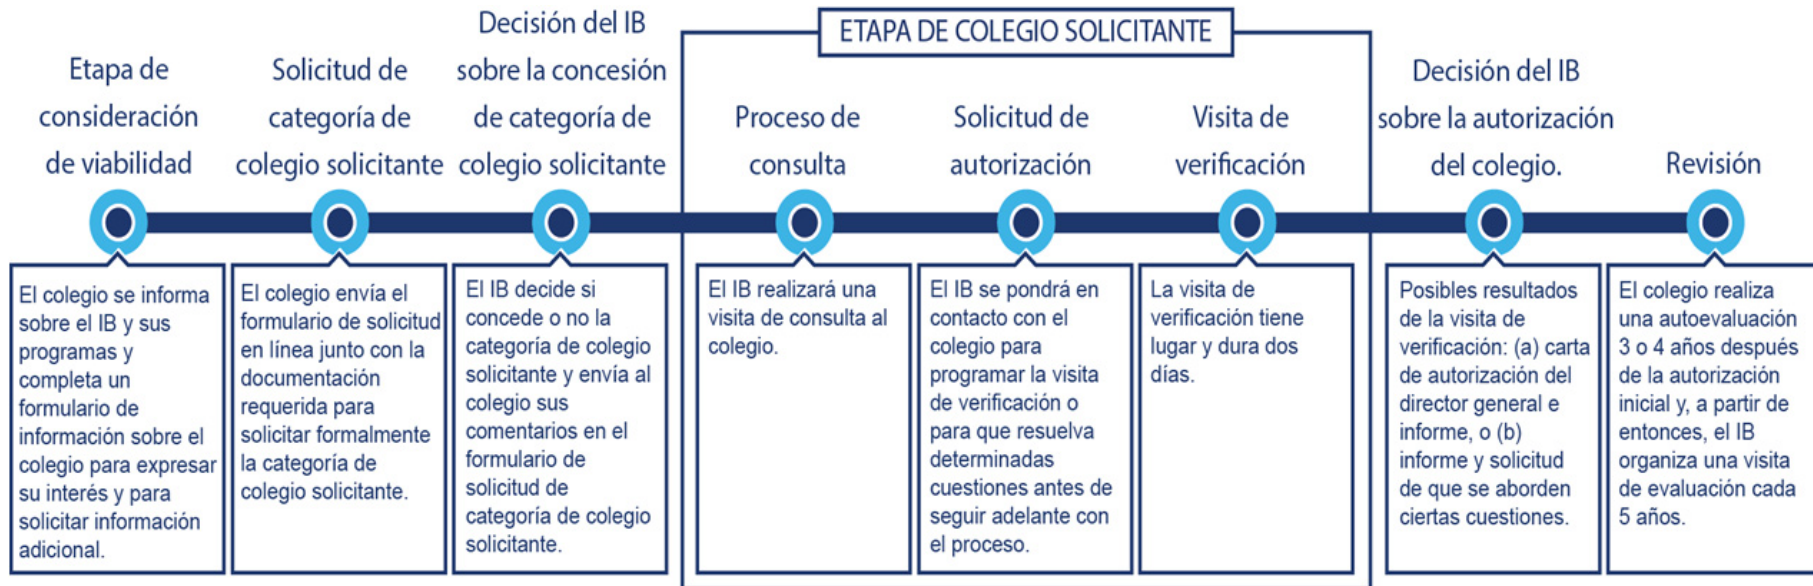 ETAPA DE COLEGIO SOLICITANTE
Etapa de
consideración
de viabilidad
El colegio se informa
sobre el IB y sus
programas y
completa un
formulario de
información sobre el
colegio para expresar
su interés y para
solicitar información
adicional.
Solicitud de
categoría de
colegio solicitante
El colegio envía el
formulario de solicitud
en línea junto con la
documentación
requerida para
solicitar formalmente
la categoría de
colegio solicitante.
Decisión del IB
sobre la concesión
de categoría de
colegio solicitante
El IB decide si
concede o no la
categoría de colegio
solicitante y envía al
colegio sus
comentarios en el
formulario de
solicitud de
categoría de colegio
solicitante.
Proceso de
consulta
El IB realizará una
visita de consulta al
colegio.
Solicitud de
autorización
El IB se pondrá en
contacto con el
colegio para
programar la visita
de verificación o
para que resuelva
determinadas
cuestiones antes de
seguir adelante con
el proceso.
Visita de
verificación
La visita de
verificación tiene
lugar y dura dos
días.
Decisión del IB
sobre la autorización
del colegio.
Posibles resultados
de la visita de
verificación: (a) carta
de autorización del
director general e
informe, o (b)
informe y solicitud
de que se aborden
ciertas cuestiones.
Revisión
El colegio realiza
una autoevaluación
3 o 4 años después
de la autorización
inicial y, a partir de
entonces, el IB
organiza una visita
de evaluación cada
5 años.